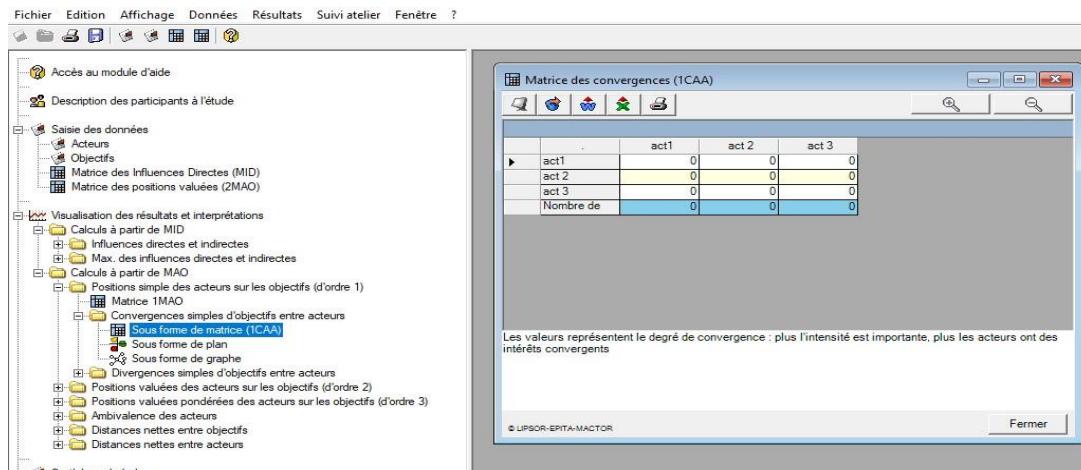 Fichier Edition Affichage Données Résultats Suivi atelier Fenêtre ?
Accès au module d'aide
Description des participants à l'étude
Saisie des données
Acteurs
Objectifs
Matrice des Influences Directes (MID)
Matrice des positions valuées (2MAO)
Visualisation des résultats et interprétations
Calculs à partir de MID
Influences directes et indirectes
Max. des influences directes et indirectes
Calculs à partir de MAO
Positions simple des acteurs sur les objectifs (d'ordre 1)
Matrice 1MAO
Convergences simples d'objectifs entre acteurs
Sous forme de matrice (1CAA)
Sous forme de plan
Sous forme de graphe
Divergences simples d'objectifs entre acteurs
Positions valuées des acteurs sur les objectifs (d'ordre 2)
Positions valuées pondérées des acteurs sur les objectifs (d'ordre 3)
Ambivalence des acteurs
Distances nettes entre objectifs
Distances nettes entre acteurs
Matrice des convergences (1CAA)
. act1 act 2 act 3
act1 0 0 0
act 2 0 0 0
act 3 0 0 0
Nombre de 0 0 0
Les valeurs représentent le degré de convergence : plus l'intensité est importante, plus les acteurs ont des
intérêts convergents
© LIPSOR-EPITA-MACTOR
Fermer